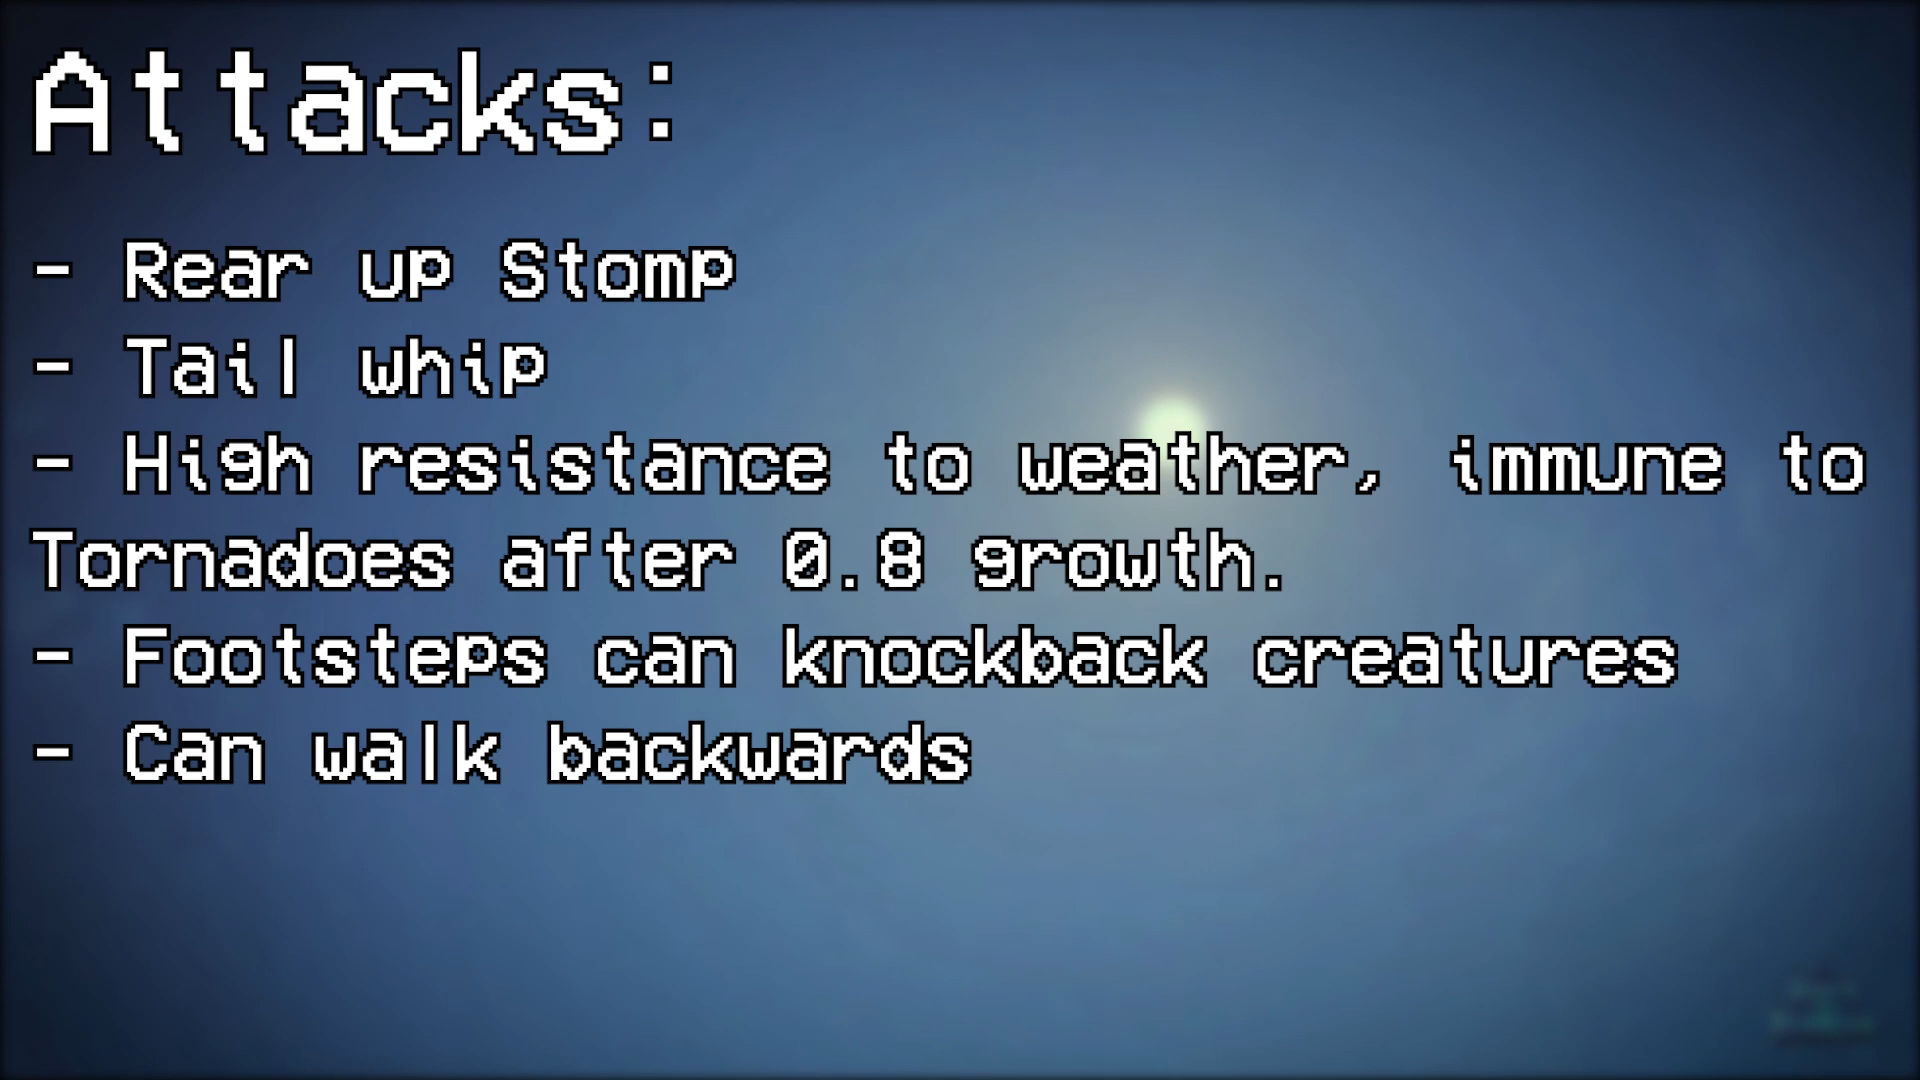 Attacks:
- Rear up Stomp
- Tail whip
- High resistance to weather, immune to
Tornadoes after 0.8 growth.
- Footsteps can knockback creatures
- Can walk backwards